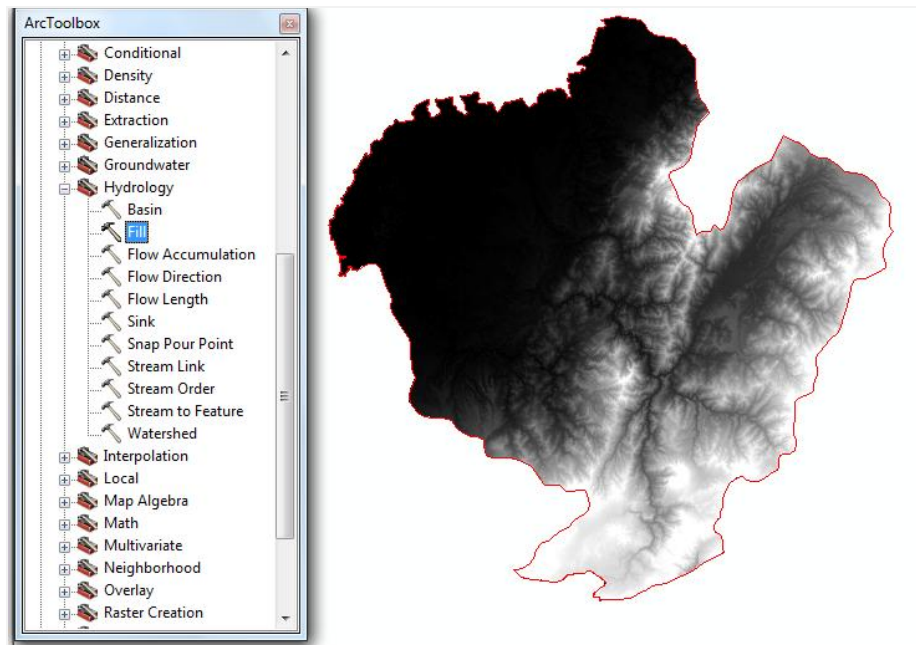 ArcToolbox
Conditional
Density
Distance
Extraction
Generalization
Groundwater
Hydrology
Basin
Fill
Flow Accumulation
Flow Direction
Flow Length
Sink
Snap Pour Point
Stream Link
Stream Order
Stream to Feature
Watershed
Interpolation
Local
Map Algebra
Math
Multivariate
Neighborhood
Overlay
Raster Creation